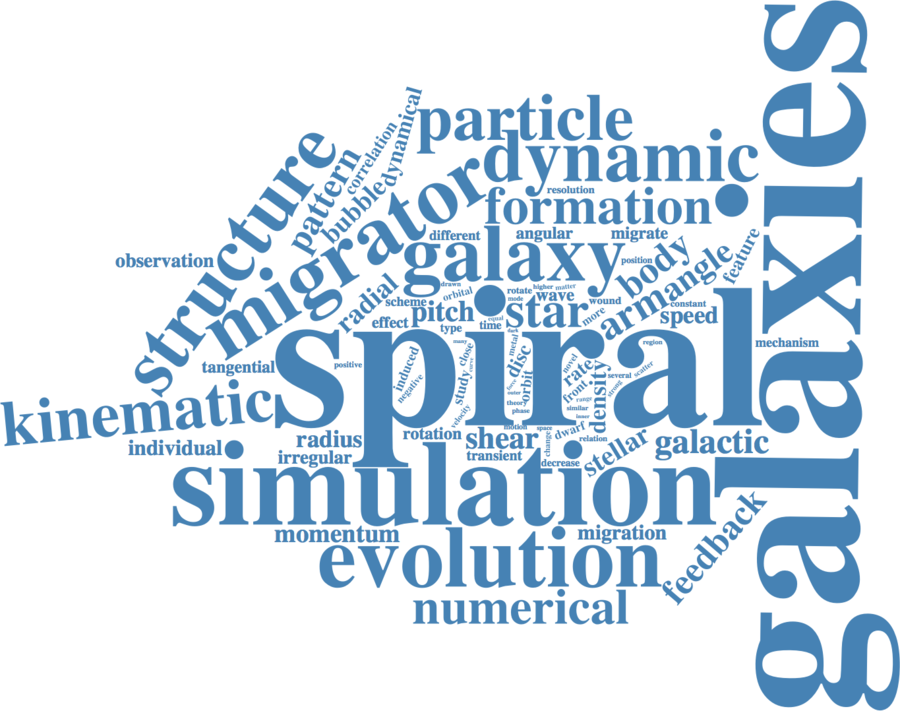 galaxies
particle
dynamical
correlation
dynamic
structure
pattern
bubble
migrator
resolution
formation
different
angular
migrate
observation
galaxy
position
body
feature
drawn
orbital
rotate
higher
matter
radial
scheme
mode
wave
wound
armangle
constant
effect
pitch
equal
star
more
speed
type
time
dark
spiral
many
close
curve
metal
disc
region
mechanism
tangential
positive
induced
negative
study
force
outer
orbit
novel
rate
several
scatter
front
strong
range
density
theory
phase
similar
inner
velocity
kinematic
motion
space
individual
radius
rotation
shear
change
dwarf
relation
stellar
galactic
irregular
transient
decrease
simulation
momentum
migration
feedback
evolution
numerical